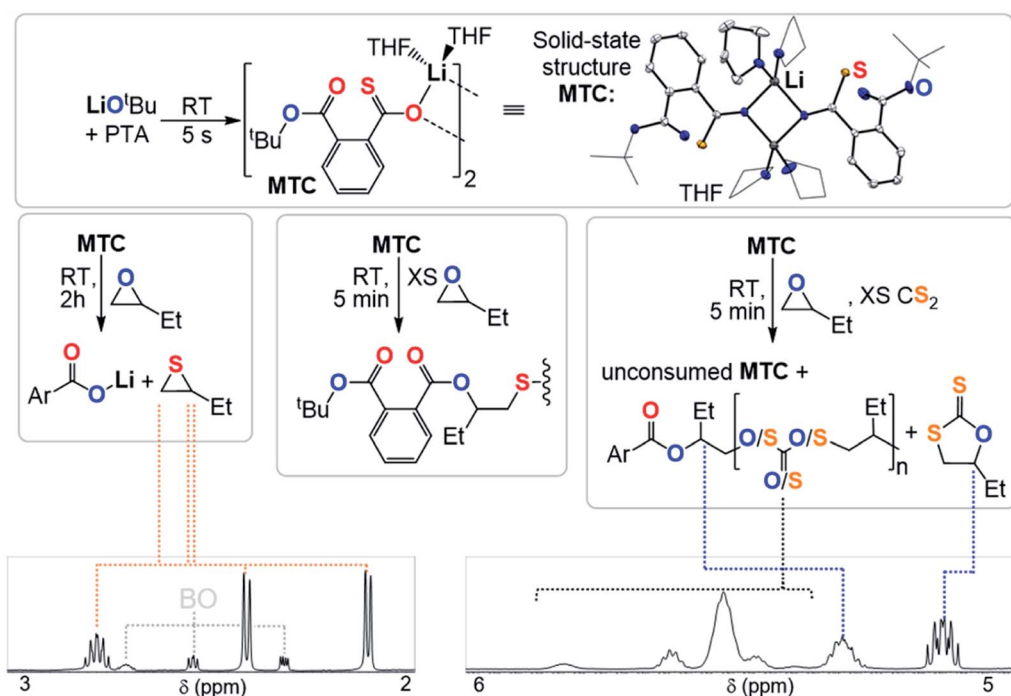 THF THF
Solid-state
structure
MTC:
LiOᵗBu
+ PTA
RT
5 s
O S Li
O O
ᵗBu
MTC
2
≡
Li
S
O
THF
MTC
RT,
2h
O
Et
O
Ar O Li + S
Et
MTC
RT,
5 min
XS O
Et
O O
O O S
ᵗBu
Et
MTC
RT,
5 min
O
Et
, XS CS₂
unconsumed MTC +
O Et Et S
Ar O O/S O/S n + S O
O/S Et
BO
3 δ (ppm) 2
6 δ (ppm) 5